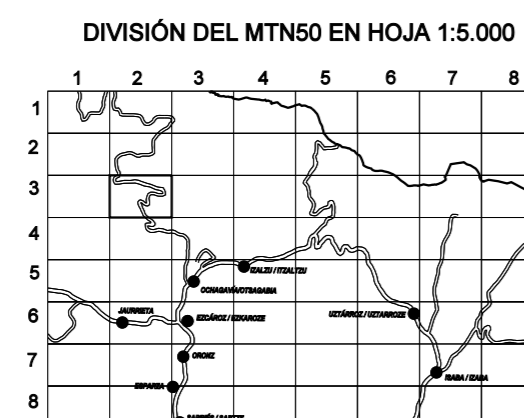 DIVISIÓN DEL MTN50 EN HOJA 1:5.000
1 2 3 4 5 6 7 8
1
2
3
4
IZALZU / ITZALTZU
5
OCHAGAVÍA/OTSAGABIA
JAURRIETA
6
EZCÁROZ / EZKAROZE
UZTÁRROZ / UZTARROZE
7
ORONZ
ISABA / IZABA
8
ESPARZA